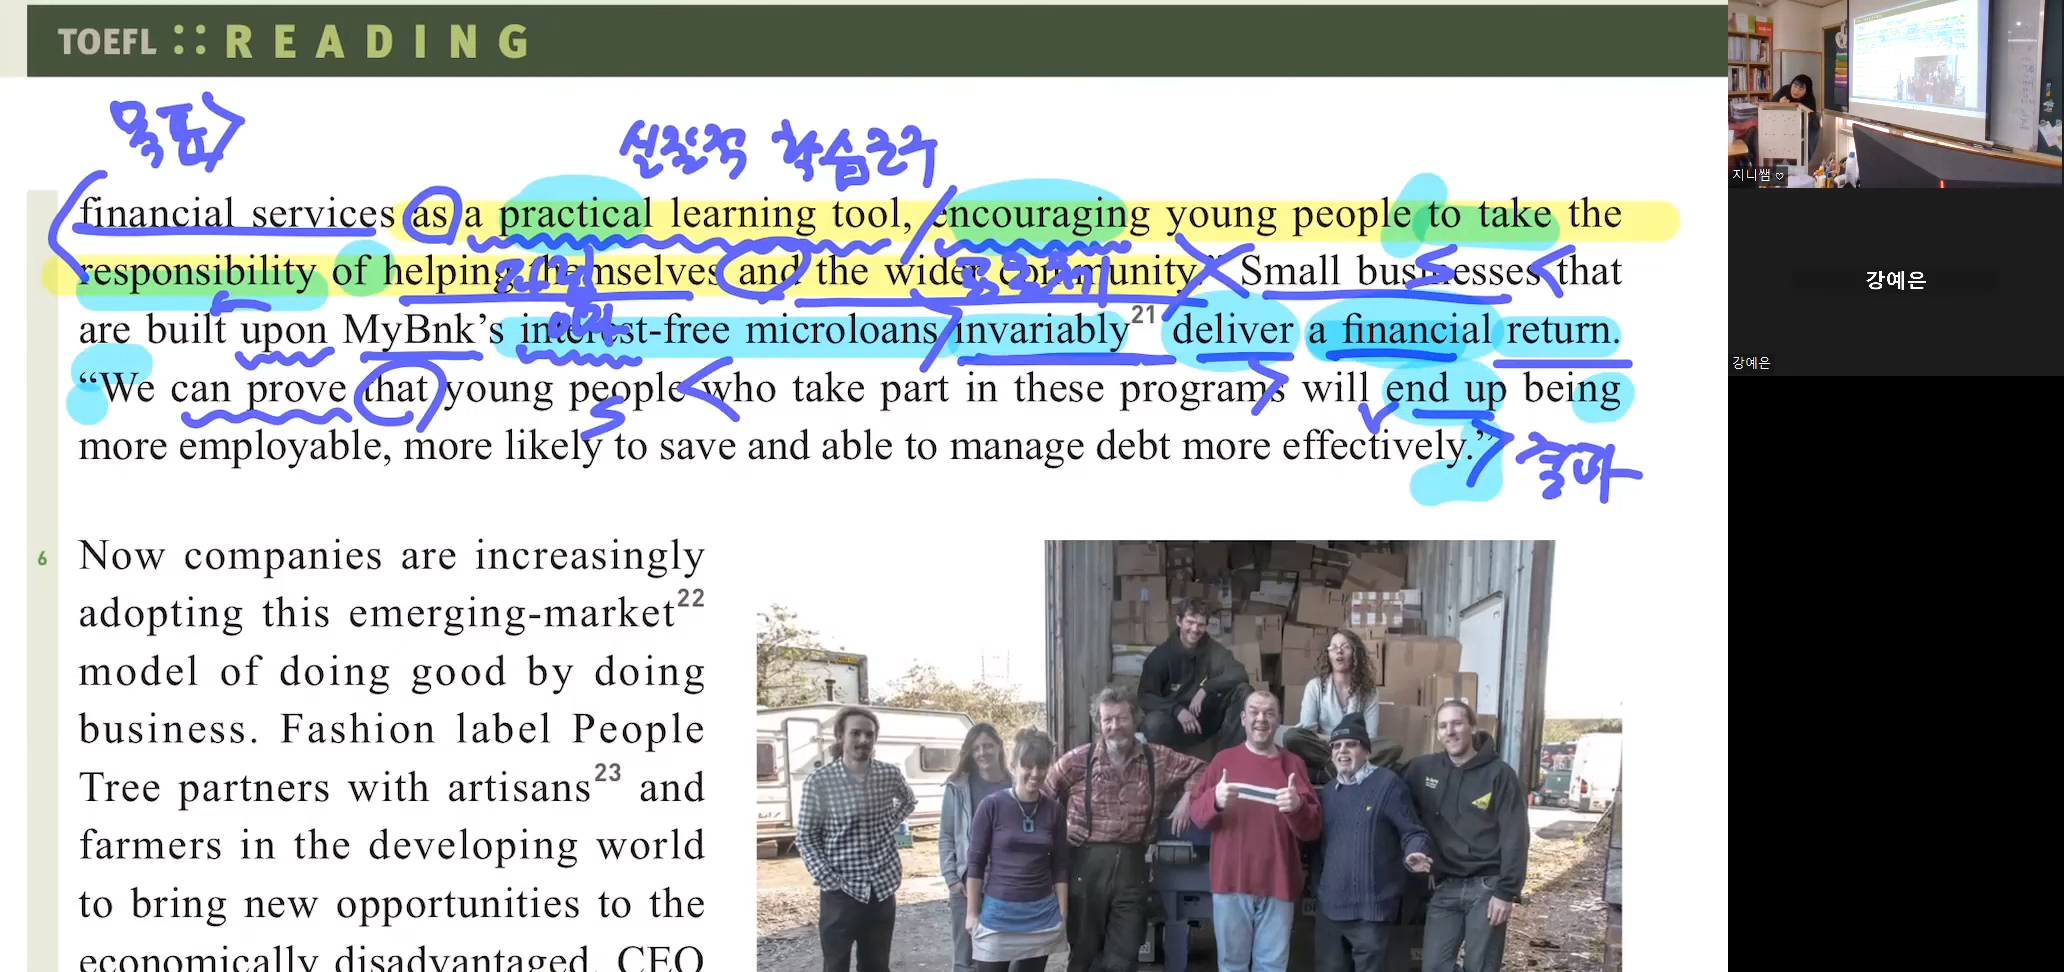 TOEFL :: READING
목표
실질적 학습도구
financial services as a practical learning tool, encouraging young people to take the
responsibility of helping themselves and the wider community.” Small businesses that
are built upon MyBnk’s interest-free microloans invariably21 deliver a financial return.
“We can prove that young people who take part in these programs will end up being
more employable, more likely to save and able to manage debt more effectively.”
결과
6
Now companies are increasingly
adopting this emerging-market22
model of doing good by doing
business. Fashion label People
Tree partners with artisans23 and
farmers in the developing world
to bring new opportunities to the
economically disadvantaged. CEO
지니쌤 ♡
강예은
강예은